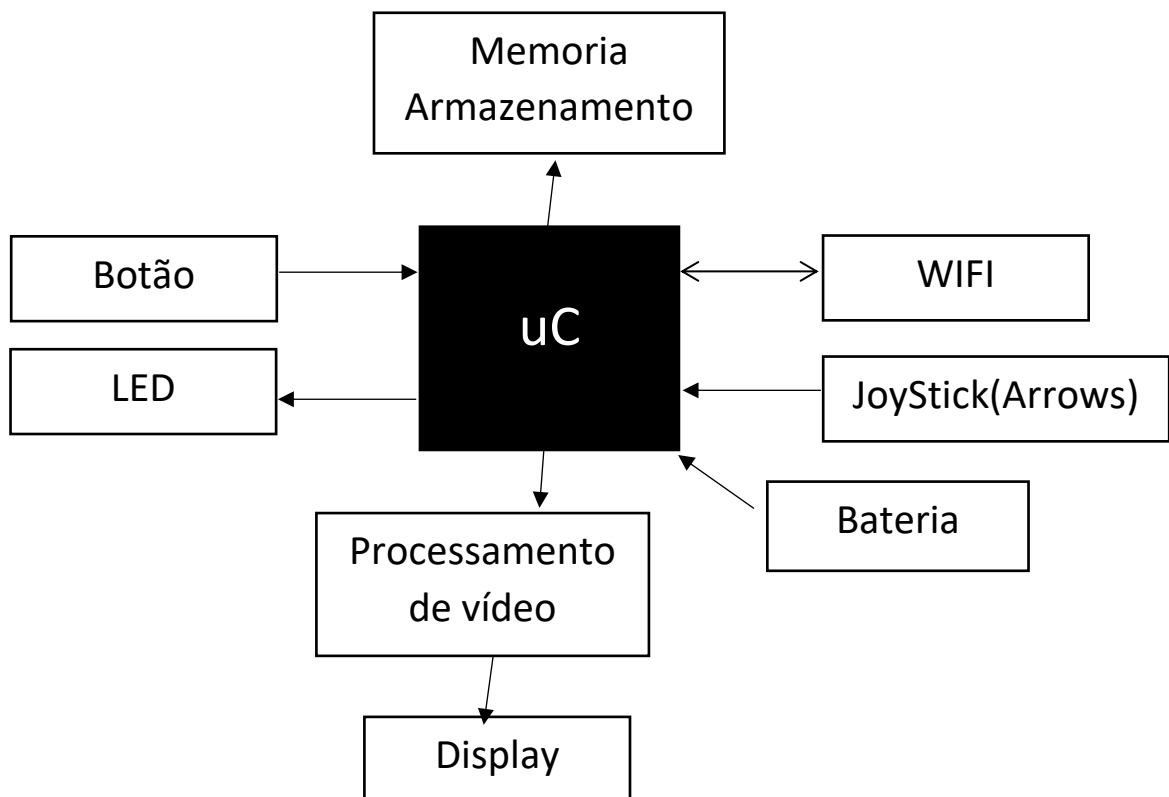 Memoria
Armazenamento
Botão
WIFI
uC
LED
JoyStick(Arrows)
Bateria
Processamento
de vídeo
Display